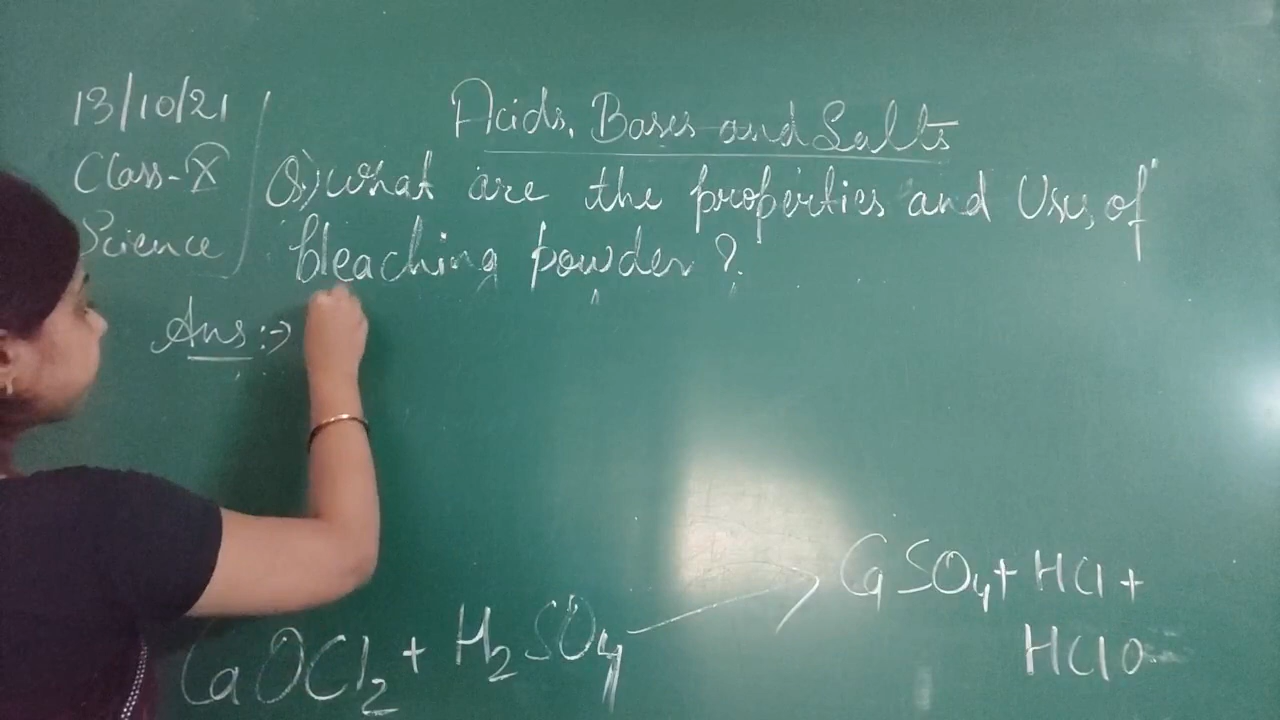 13/10/21
Class-X
Science
Acids, Bases and Salts
Q) what are the properties and Uses of
bleaching powder ?
Ans :->
CaOCl2 + H2SO4 → CaSO4 + HCl +
HClO